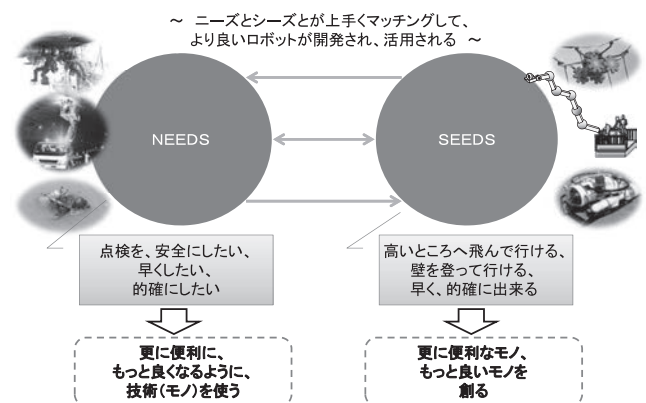 ～ ニーズとシーズとが上手くマッチングして、
より良いロボットが開発され、活用される ～
NEEDS
SEEDS
点検を、安全にしたい、
早くしたい、
的確にしたい
高いところへ飛んで行ける、
壁を登って行ける、
早く、的確に出来る
更に便利に、
もっと良くなるように、
技術（モノ）を使う
更に便利なモノ、
もっと良いモノを
創る